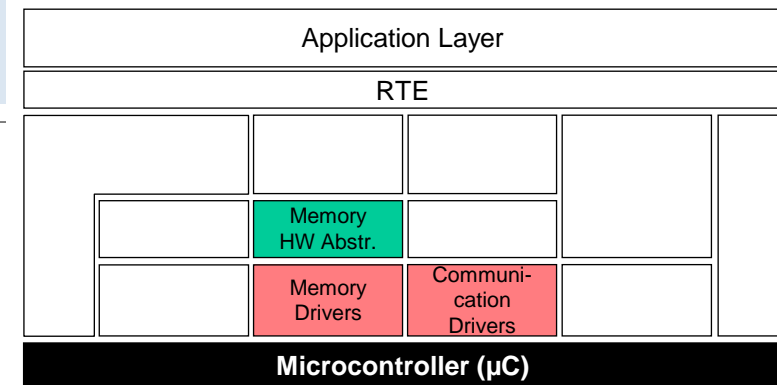 Application Layer
RTE
Memory
HW Abstr.
Memory
Drivers
Communi-
cation
Drivers
Microcontroller (µC)